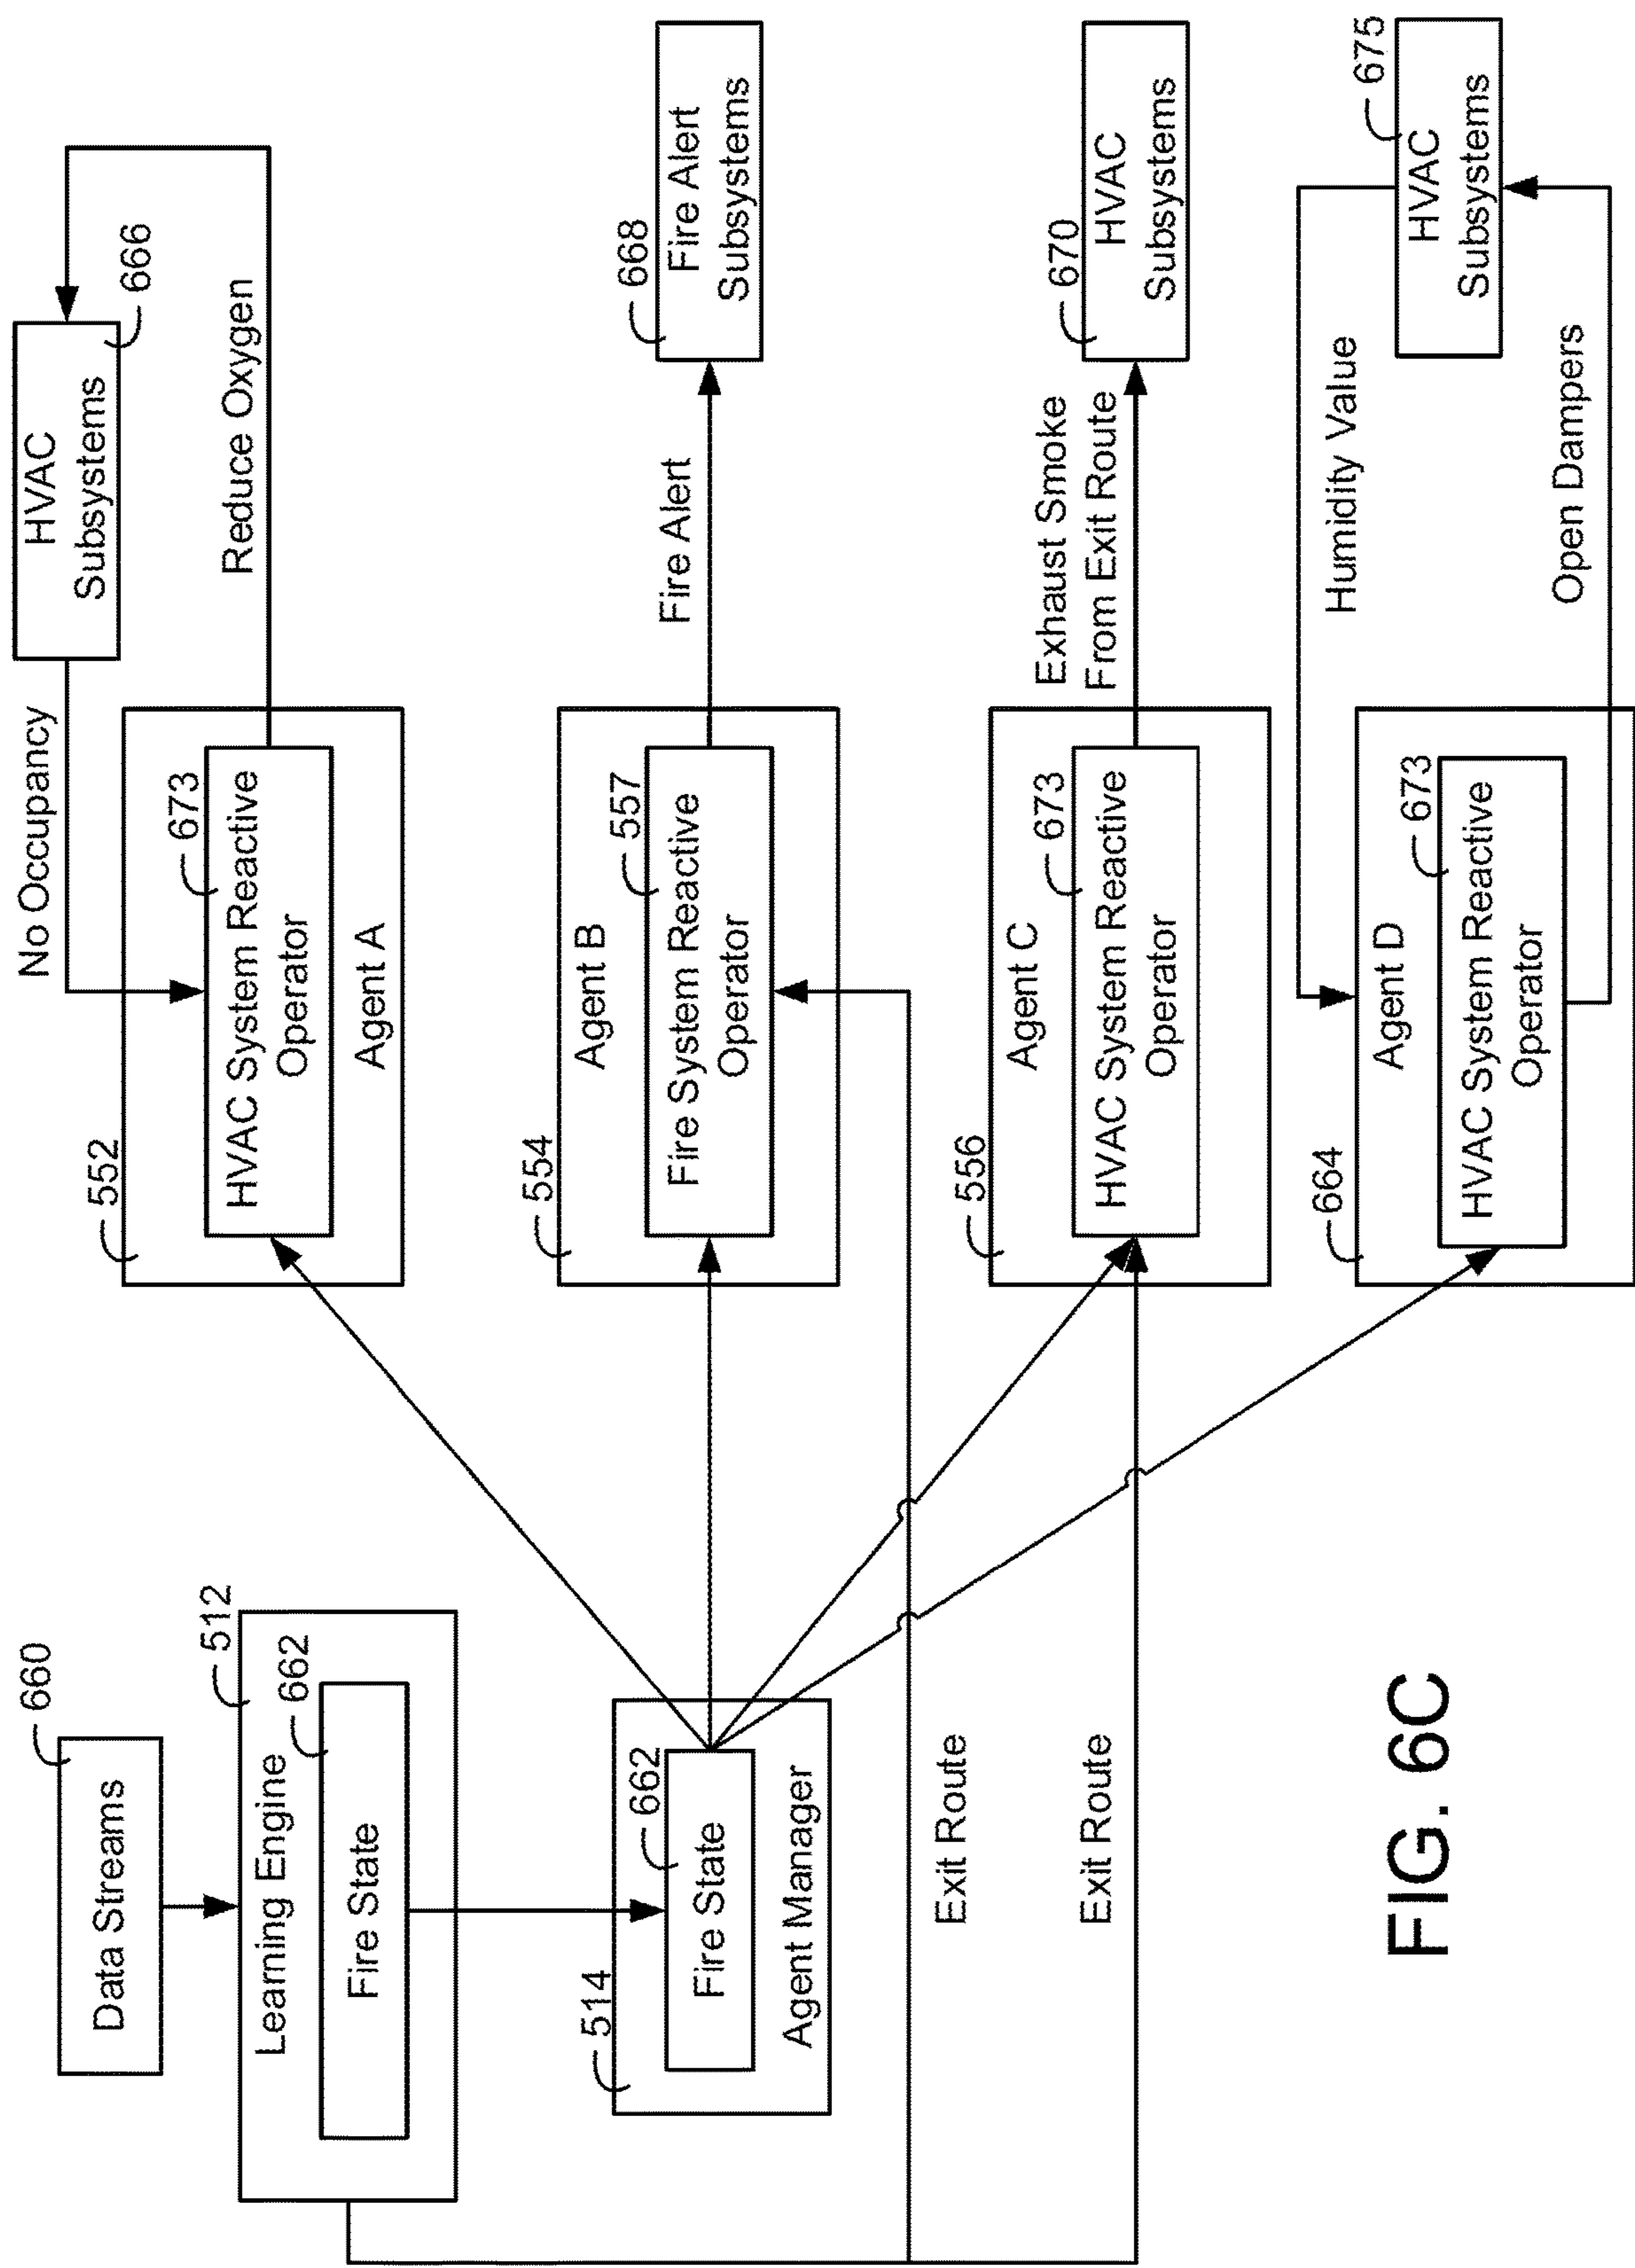 660
Data Streams
512
Learning Engine
662
Fire State
514
662
Fire State
Agent Manager
Exit Route
Exit Route
No Occupancy
HVAC
Subsystems
666
Reduce Oxygen
552
673
HVAC System Reactive
Operator
Agent A
554
Agent B
557
Fire System Reactive
Operator
Fire Alert
668
Fire Alert
Subsystems
556
Agent C
673
HVAC System Reactive
Operator
Exhaust Smoke
From Exit Route
670
HVAC
Subsystems
664
Agent D
673
HVAC System Reactive
Operator
Humidity Value
Open Dampers
675
HVAC
Subsystems
FIG. 6C